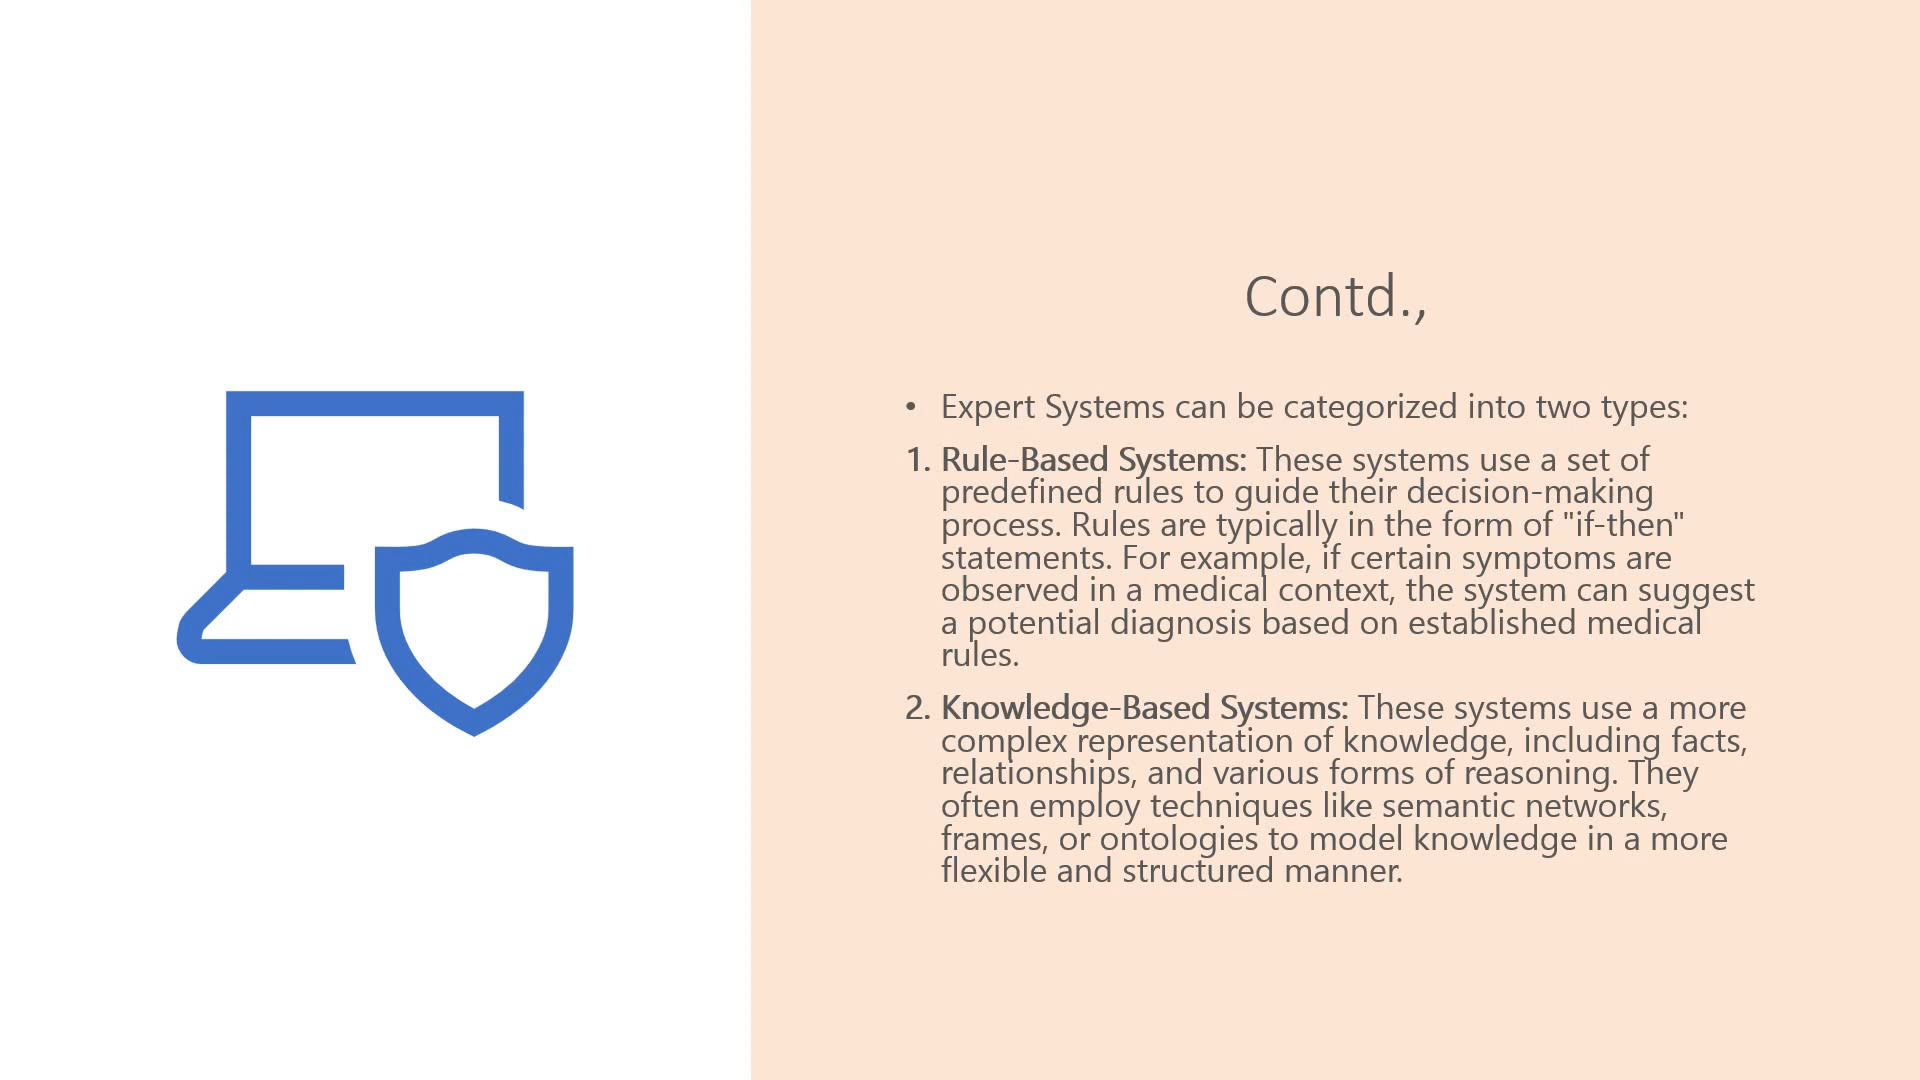 Contd.,
• Expert Systems can be categorized into two types:
1. Rule-Based Systems: These systems use a set of
predefined rules to guide their decision-making
process. Rules are typically in the form of "if-then"
statements. For example, if certain symptoms are
observed in a medical context, the system can suggest
a potential diagnosis based on established medical
rules.
2. Knowledge-Based Systems: These systems use a more
complex representation of knowledge, including facts,
relationships, and various forms of reasoning. They
often employ techniques like semantic networks,
frames, or ontologies to model knowledge in a more
flexible and structured manner.